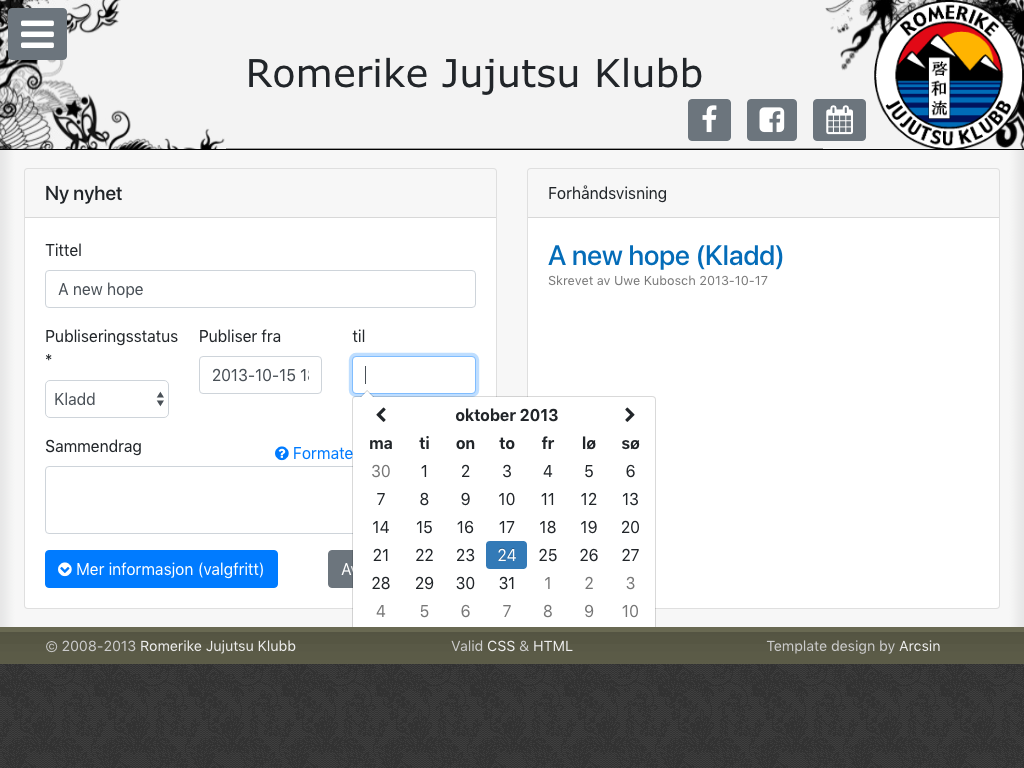 Romerike Jujutsu Klubb
ROMERIKE
啓和流
JUJUTSU KLUBB
Ny nyhet
Tittel
A new hope
Publiseringsstatus
*
Publiser fra
til
Kladd
2013-10-15 1
Sammendrag
Formate
Mer informasjon (valgfritt)
oktober 2013
ma ti on to fr lø sø
30 1 2 3 4 5 6
7 8 9 10 11 12 13
14 15 16 17 18 19 20
21 22 23 24 25 26 27
28 29 30 31 1 2 3
4 5 6 7 8 9 10
Forhåndsvisning
A new hope (Kladd)
Skrevet av Uwe Kubosch 2013-10-17
© 2008-2013 Romerike Jujutsu Klubb
Valid CSS & HTML
Template design by Arcsin